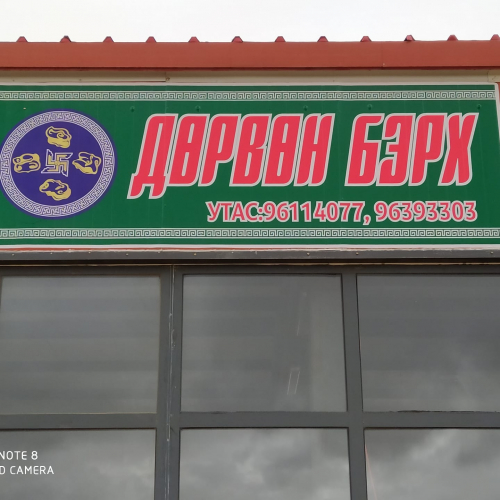 ДӨРВӨН БЭРХ
УТАС:96114077, 96393303
NOTE 8
D CAMERA